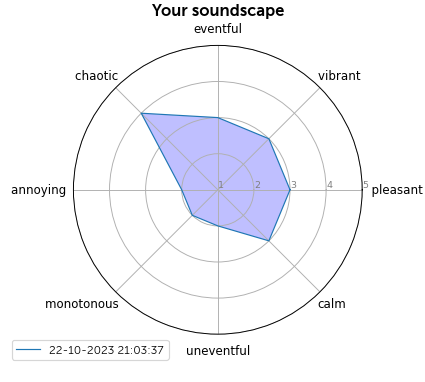 Your soundscape
eventful
chaotic
vibrant
annoying
1 2 3 4 5
pleasant
monotonous
calm
22-10-2023 21:03:37
uneventful